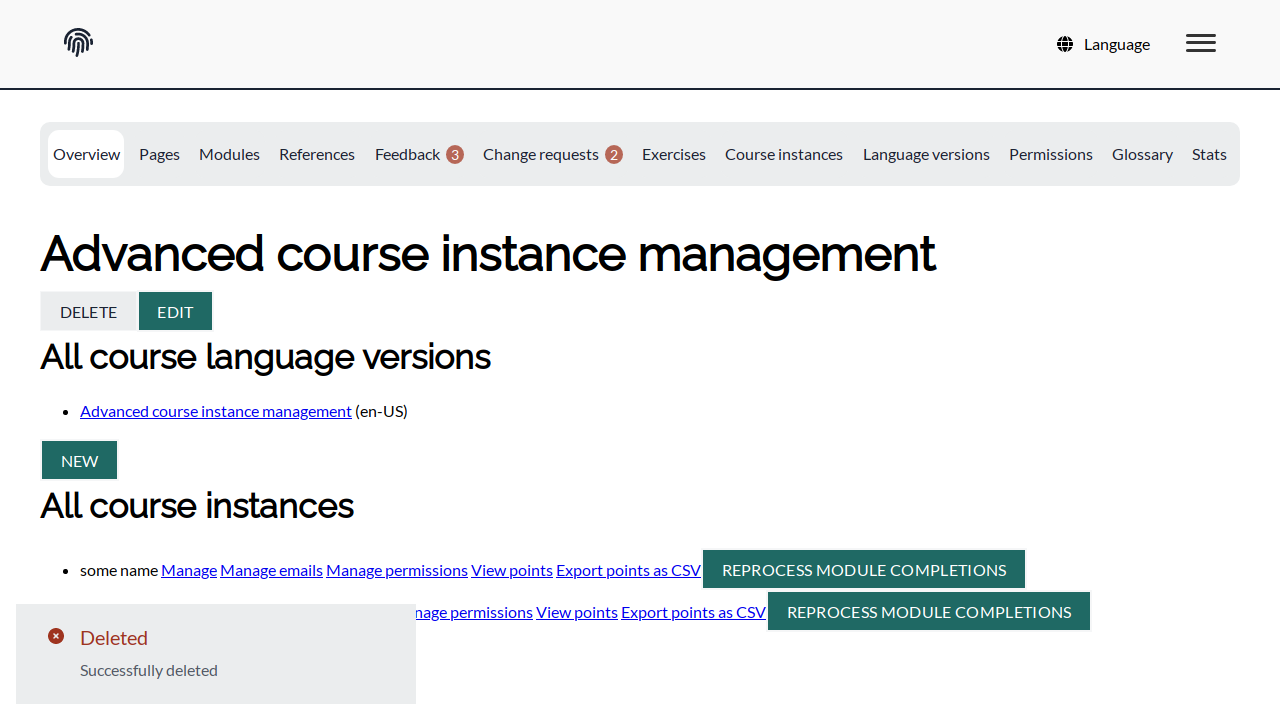 Language
Overview Pages Modules References Feedback 3 Change requests 2 Exercises Course instances Language versions Permissions Glossary Stats
Advanced course instance management
DELETE EDIT
All course language versions
Advanced course instance management (en-US)
NEW
All course instances
some name Manage Manage emails Manage permissions View points Export points as CSV REPROCESS MODULE COMPLETIONS
permissions View points Export points as CSV REPROCESS MODULE COMPLETIONS
Deleted
Successfully deleted